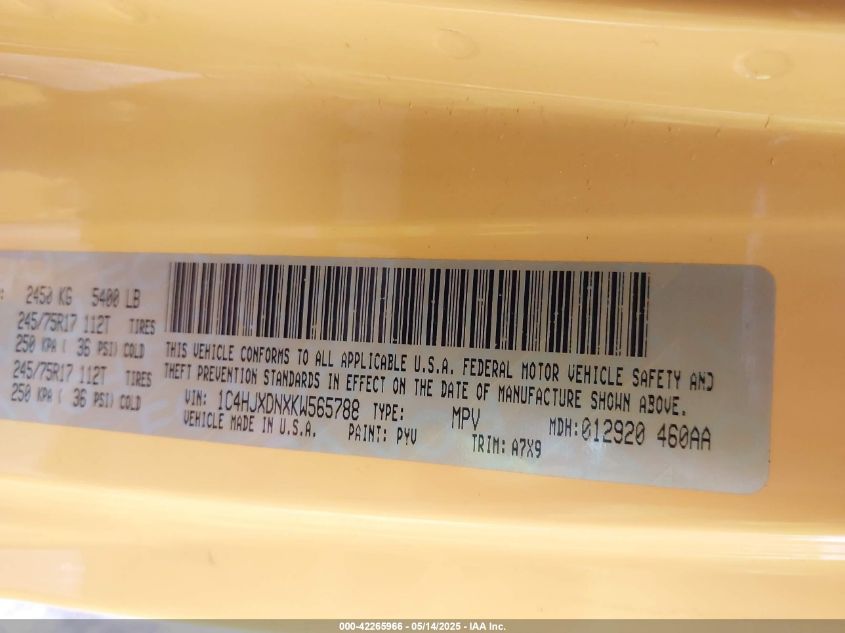 : 2450 KG 5400 LB
245/75R17 112T TIRES
250 KPA ( 36 PSI) COLD
245/75R17 112T TIRES
250 KPA ( 36 PSI) COLD
THIS VEHICLE CONFORMS TO ALL APPLICABLE U.S.A. FEDERAL MOTOR VEHICLE SAFETY AND
THEFT PREVENTION STANDARDS IN EFFECT ON THE DATE OF MANUFACTURE SHOWN ABOVE.
VIN: 1C4HJXDNXKW565788 TYPE: MPV MDH:012920 460AA
VEHICLE MADE IN U.S.A. PAINT: PYV TRIM: A7X9
000-42265966 - 05/14/2025 - IAA Inc.